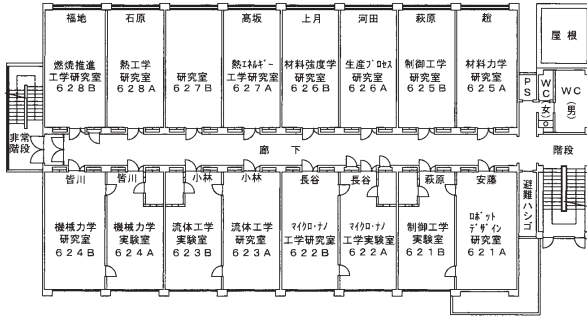 福地
燃焼推進
工学研究室
628B
石原
熱工学
研究室
628A
研究室
627B
髙坂
熱エネルギー
工学研究室
627A
上月
材料強度学
研究室
626B
河田
生産プロセス
研究室
626A
萩原
制御工学
研究室
625B
趙
材料力学
研究室
625A
屋根
PS
WC
(女)
WC
(男)
非常
階段
廊下
階段
皆川
機械力学
研究室
624B
皆川
機械力学
実験室
624A
小林
流体工学
実験室
623B
小林
流体工学
研究室
623A
長谷
マイクロ・ナノ
工学研究室
622B
長谷
マイクロ・ナノ
工学実験室
622A
萩原
制御工学
実験室
621B
安藤
ロボット
デザイン
研究室
621A
避難ハシゴ